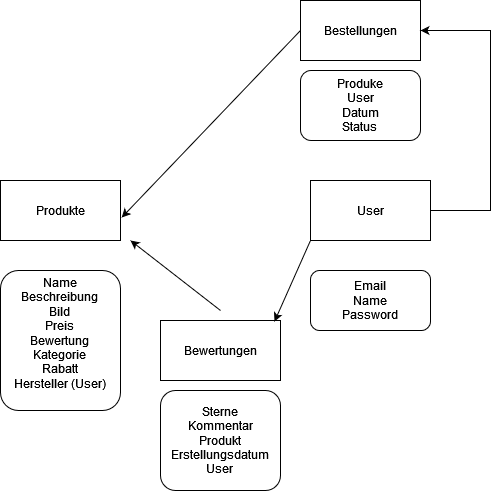 Bestellungen
Produke
User
Datum
Status
Produkte
User
Name
Beschreibung
Bild
Preis
Bewertung
Kategorie
Rabatt
Hersteller (User)
Email
Name
Password
Bewertungen
Sterne
Kommentar
Produkt
Erstellungsdatum
User